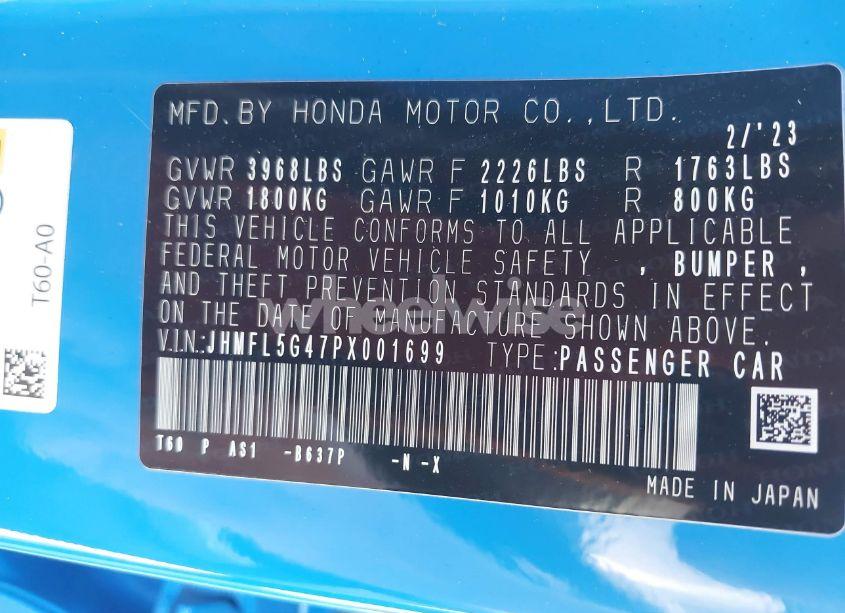 MFD.BY HONDA MOTOR CO.,LTD.
2/'23
GVWR 3968LBS GAWR F 2226LBS R 1763LBS
GVWR 1800KG GAWR F 1010KG R 800KG
THIS VEHICLE CONFORMS TO ALL APPLICABLE
FEDERAL MOTOR VEHICLE SAFETY , BUMPER ,
AND THEFT PREVENTION STANDARDS IN EFFECT
ON THE DATE OF MANUFACTURE SHOWN ABOVE.
V.I.N.:JHMFL5G47PX001699 TYPE:PASSENGER CAR
T60 P AS1 -B637P -N -X
MADE IN JAPAN
T60-A0
wheelwise